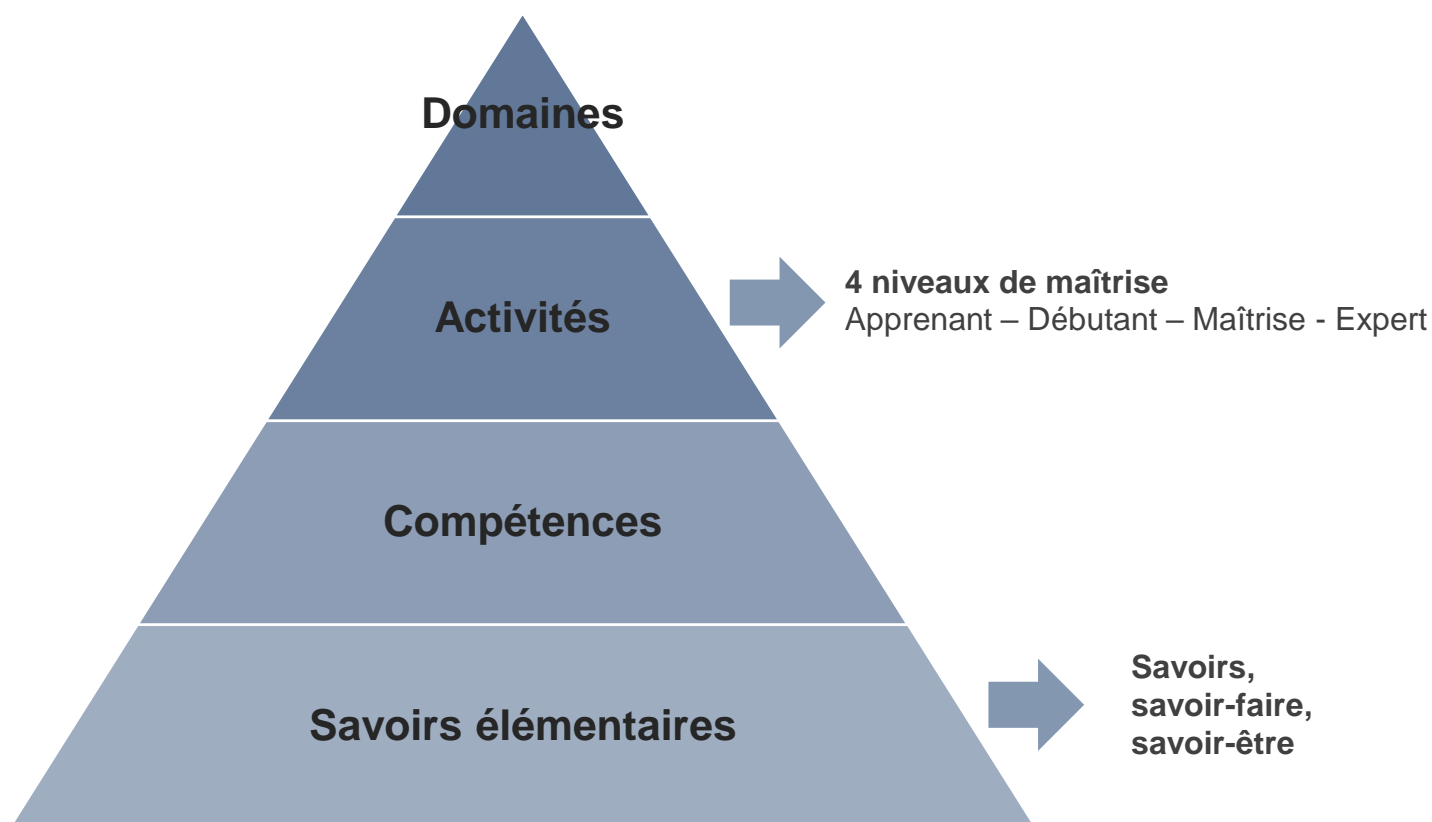 Domaines
Activités
4 niveaux de maîtrise
Apprenant – Débutant – Maîtrise - Expert
Compétences
Savoirs élémentaires
Savoirs,
savoir-faire,
savoir-être